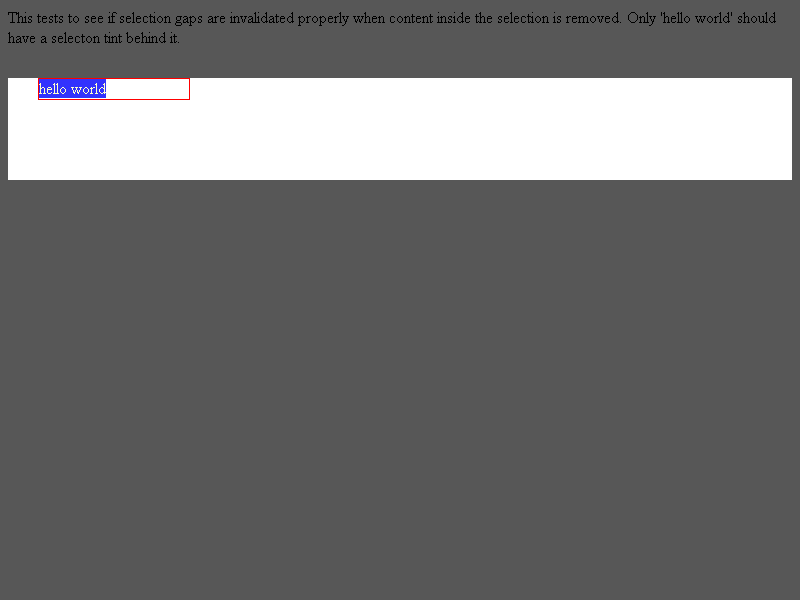 This tests to see if selection gaps are invalidated properly when content inside the selection is removed. Only 'hello world' should
have a selecton tint behind it.
hello world